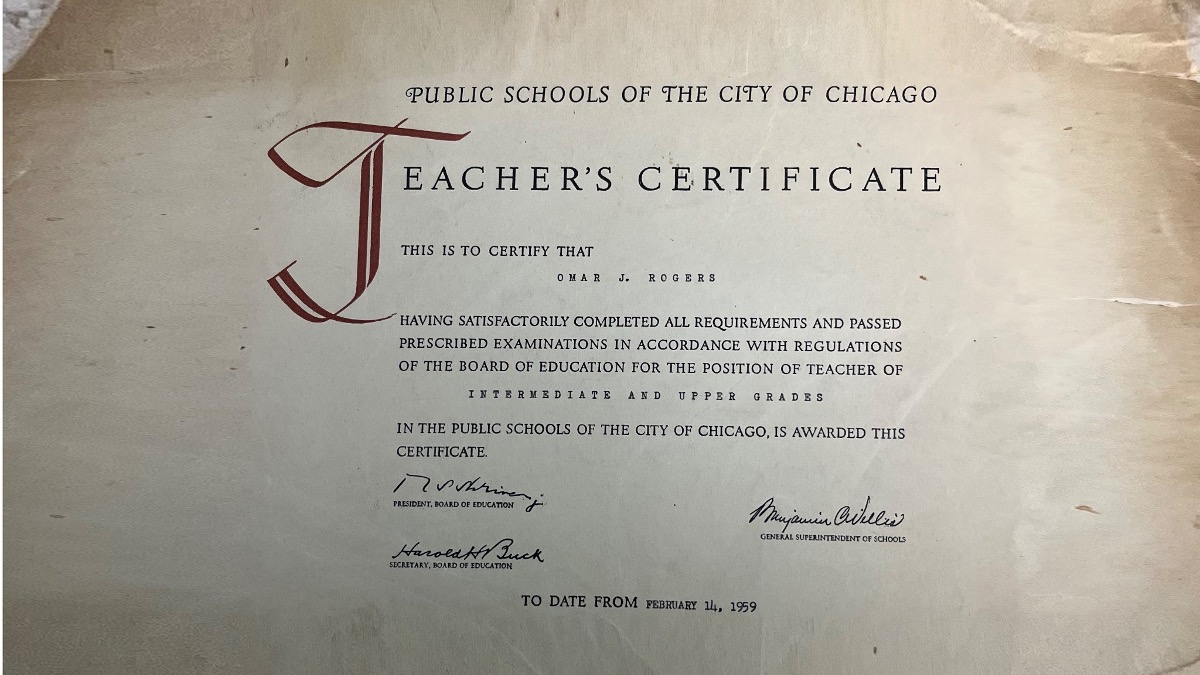 PUBLIC SCHOOLS OF THE CITY OF CHICAGO
TEACHER'S CERTIFICATE
THIS IS TO CERTIFY THAT
OMAR J. ROGERS
HAVING SATISFACTORILY COMPLETED ALL REQUIREMENTS AND PASSED
PRESCRIBED EXAMINATIONS IN ACCORDANCE WITH REGULATIONS
OF THE BOARD OF EDUCATION FOR THE POSITION OF TEACHER OF
INTERMEDIATE AND UPPER GRADES
IN THE PUBLIC SCHOOLS OF THE CITY OF CHICAGO, IS AWARDED THIS
CERTIFICATE.
PRESIDENT, BOARD OF EDUCATION
Benjamin C Willis
GENERAL SUPERINTENDENT OF SCHOOLS
Harold H Buck
SECRETARY, BOARD OF EDUCATION
TO DATE FROM FEBRUARY 14, 1959